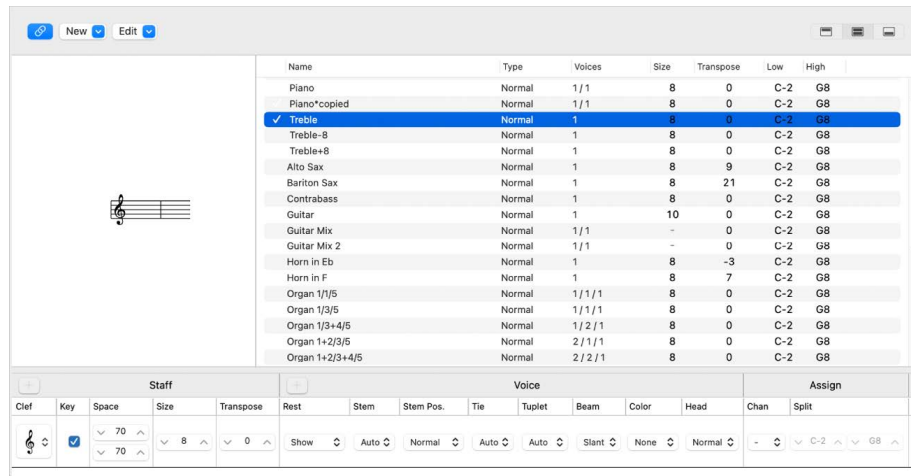 New Edit
Name Type Voices Size Transpose Low High
Piano Normal 1/1 8 0 C-2 G8
Piano*copied Normal 1/1 8 0 C-2 G8
Treble Normal 1 8 0 C-2 G8
Treble-8 Normal 1 8 0 C-2 G8
Treble+8 Normal 1 8 0 C-2 G8
Alto Sax Normal 1 8 9 C-2 G8
Bariton Sax Normal 1 8 21 C-2 G8
Contrabass Normal 1 8 0 C-2 G8
Guitar Normal 1 10 0 C-2 G8
Guitar Mix Normal 1/1 - 0 C-2 G8
Guitar Mix 2 Normal 1/1 - 0 C-2 G8
Horn in Eb Normal 1 8 -3 C-2 G8
Horn in F Normal 1 8 7 C-2 G8
Organ 1/1/5 Normal 1/1/1 8 0 C-2 G8
Organ 1/3/5 Normal 1/1/1 8 0 C-2 G8
Organ 1/3+4/5 Normal 1/2/1 8 0 C-2 G8
Organ 1+2/3/5 Normal 2/1/1 8 0 C-2 G8
Organ 1+2/3+4/5 Normal 2/2/1 8 0 C-2 G8
Staff Voice Assign
Clef Key Space Size Transpose Rest Stem Stem Pos. Tie Tuplet Beam Color Head Chan Split
70
8 0 Show Auto Normal Auto Auto Slant None Normal - C-2 G8
70